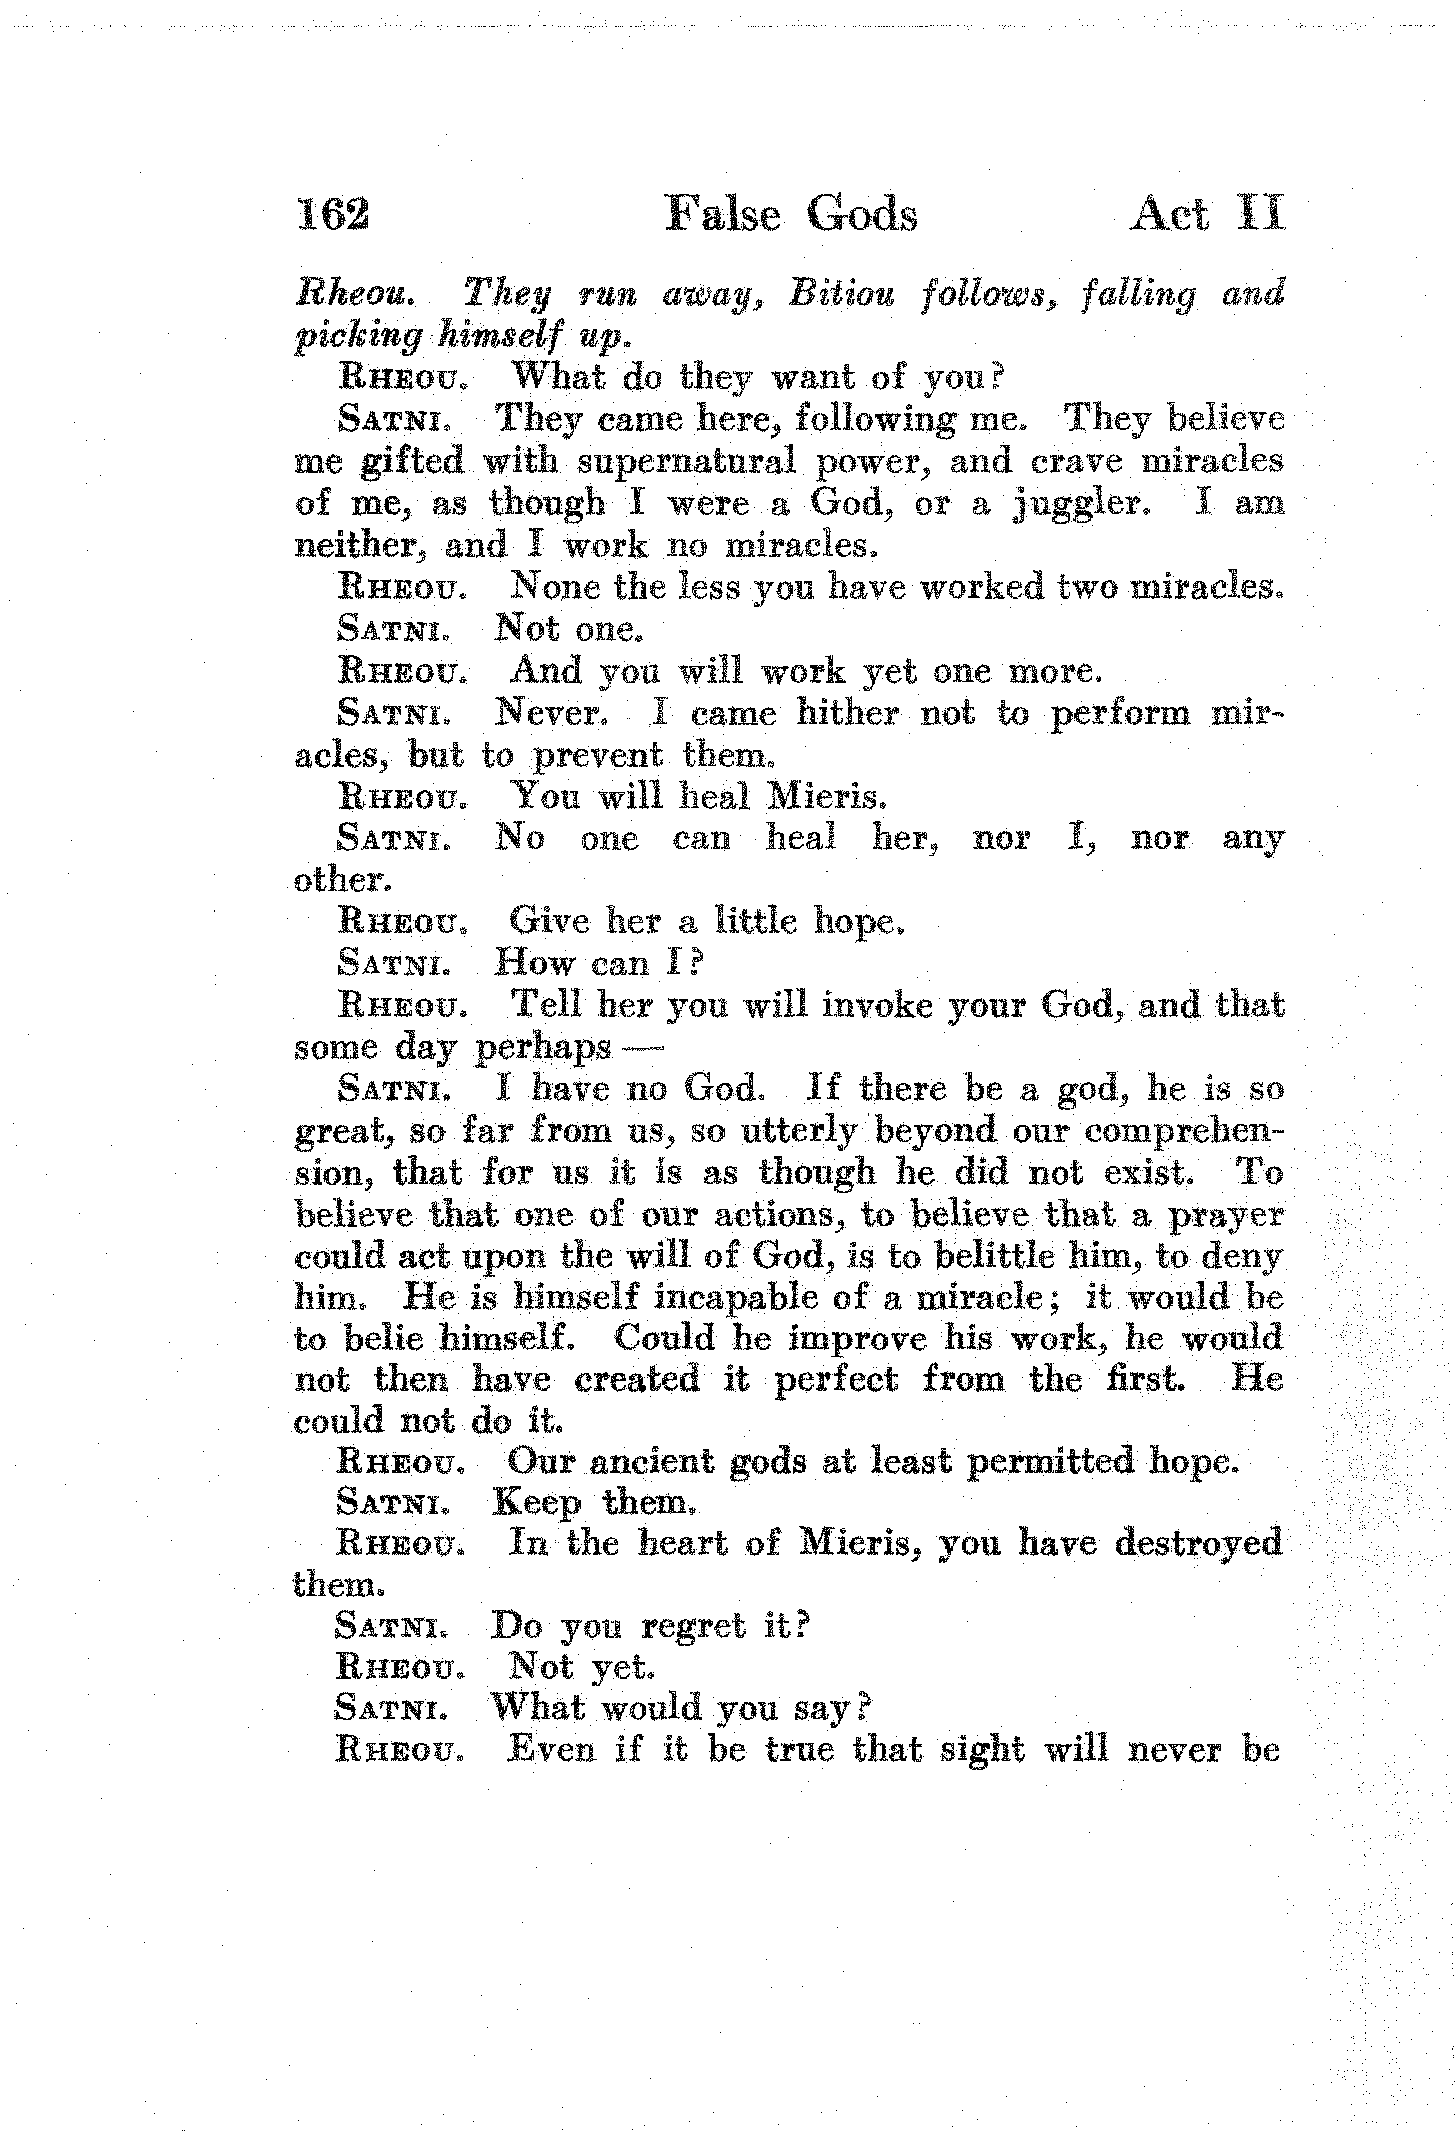 162 False Gods Act II
Rheou. They run away, Bitiou follows, falling and
picking himself up.
RHEOU. What do they want of you?
SATNI. They came here, following me. They believe
me gifted with supernatural power, and crave miracles
of me, as though I were a God, or a juggler. I am
neither, and I work no miracles.
RHEOU. None the less you have worked two miracles.
SATNI. Not one.
RHEOU. And you will work yet one more.
SATNI. Never. I came hither not to perform mir-
acles, but to prevent them.
RHEOU. You will heal Mieris.
SATNI. No one can heal her, nor I, nor any
other.
RHEOU. Give her a little hope.
SATNI. How can I?
RHEOU. Tell her you will invoke your God, and that
some day perhaps —
SATNI. I have no God. If there be a god, he is so
great, so far from us, so utterly beyond our comprehen-
sion, that for us it is as though he did not exist. To
believe that one of our actions, to believe that a prayer
could act upon the will of God, is to belittle him, to deny
him. He is himself incapable of a miracle; it would be
to belie himself. Could he improve his work, he would
not then have created it perfect from the first. He
could not do it.
RHEOU. Our ancient gods at least permitted hope.
SATNI. Keep them.
RHEOU. In the heart of Mieris, you have destroyed
them.
SATNI. Do you regret it?
RHEOU. Not yet.
SATNI. What would you say?
RHEOU. Even if it be true that sight will never be